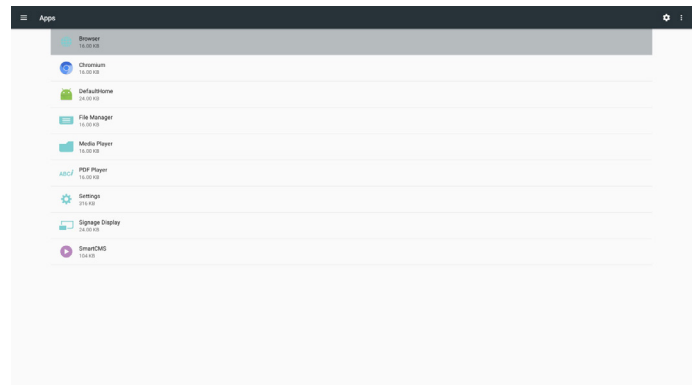 Apps
Browser
16.00 KB
Chromium
16.00 KB
DefaultHome
24.00 KB
File Manager
16.00 KB
Media Player
16.00 KB
ABC
PDF Player
16.00 KB
Settings
316 KB
Signage Display
24.00 KB
SmartCMS
104 KB